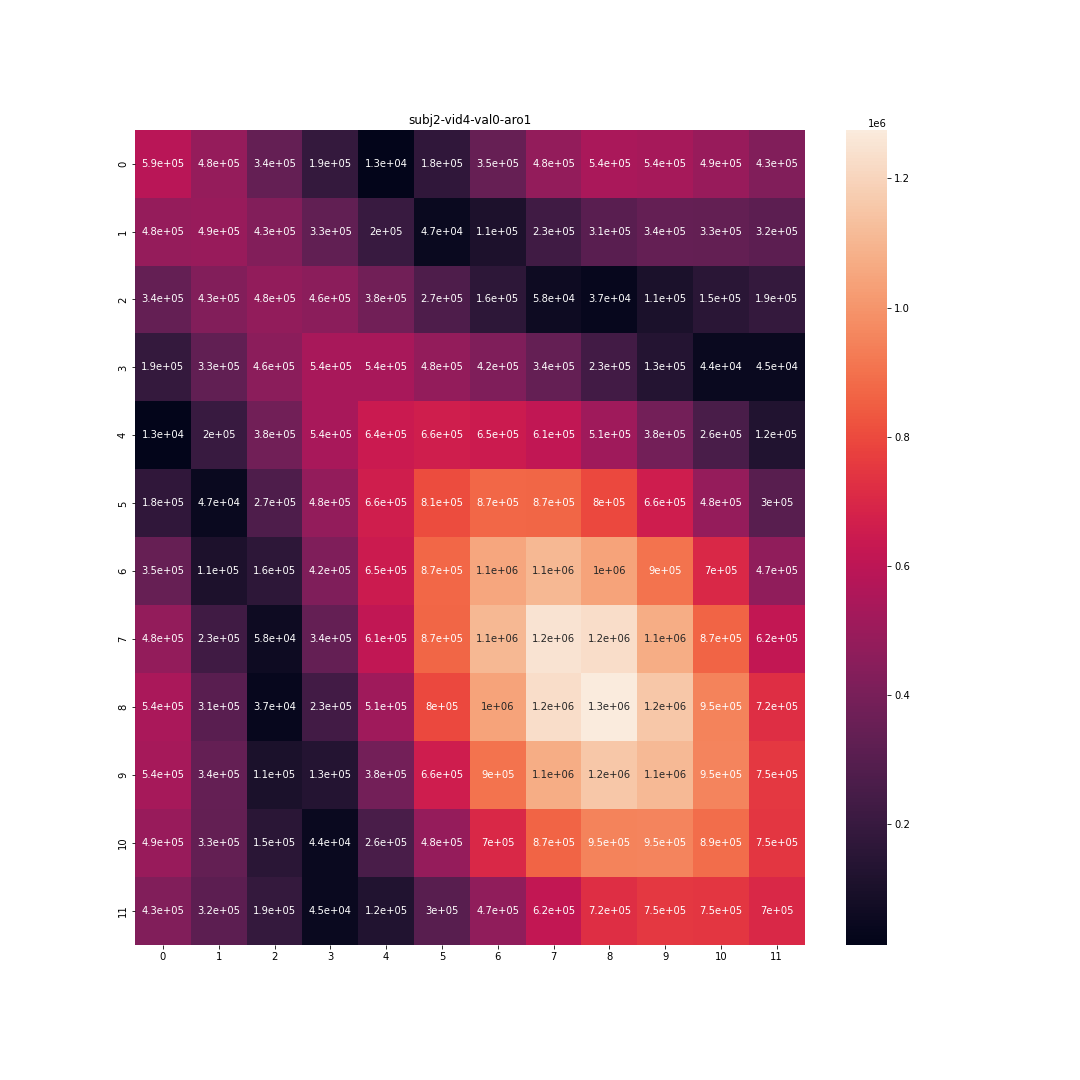 subj2-vid4-val0-aro1
1e6
0 5.9e+05 4.8e+05 3.4e+05 1.9e+05 1.3e+04 1.8e+05 3.5e+05 4.8e+05 5.4e+05 5.4e+05 4.9e+05 4.3e+05
1.2
1 4.8e+05 4.9e+05 4.3e+05 3.3e+05 2e+05 4.7e+04 1.1e+05 2.3e+05 3.1e+05 3.4e+05 3.3e+05 3.2e+05
2 3.4e+05 4.3e+05 4.8e+05 4.6e+05 3.8e+05 2.7e+05 1.6e+05 5.8e+04 3.7e+04 1.1e+05 1.5e+05 1.9e+05
1.0
3 1.9e+05 3.3e+05 4.6e+05 5.4e+05 5.4e+05 4.8e+05 4.2e+05 3.4e+05 2.3e+05 1.3e+05 4.4e+04 4.5e+04
4 1.3e+04 2e+05 3.8e+05 5.4e+05 6.4e+05 6.6e+05 6.5e+05 6.1e+05 5.1e+05 3.8e+05 2.6e+05 1.2e+05
0.8
5 1.8e+05 4.7e+04 2.7e+05 4.8e+05 6.6e+05 8.1e+05 8.7e+05 8.7e+05 8e+05 6.6e+05 4.8e+05 3e+05
6 3.5e+05 1.1e+05 1.6e+05 4.2e+05 6.5e+05 8.7e+05 1.1e+06 1.1e+06 1e+06 9e+05 7e+05 4.7e+05
0.6
7 4.8e+05 2.3e+05 5.8e+04 3.4e+05 6.1e+05 8.7e+05 1.1e+06 1.2e+06 1.2e+06 1.1e+06 8.7e+05 6.2e+05
0.4
8 5.4e+05 3.1e+05 3.7e+04 2.3e+05 5.1e+05 8e+05 1e+06 1.2e+06 1.3e+06 1.2e+06 9.5e+05 7.2e+05
9 5.4e+05 3.4e+05 1.1e+05 1.3e+05 3.8e+05 6.6e+05 9e+05 1.1e+06 1.2e+06 1.1e+06 9.5e+05 7.5e+05
0.2
10 4.9e+05 3.3e+05 1.5e+05 4.4e+04 2.6e+05 4.8e+05 7e+05 8.7e+05 9.5e+05 9.5e+05 8.9e+05 7.5e+05
11 4.3e+05 3.2e+05 1.9e+05 4.5e+04 1.2e+05 3e+05 4.7e+05 6.2e+05 7.2e+05 7.5e+05 7.5e+05 7e+05
0 1 2 3 4 5 6 7 8 9 10 11